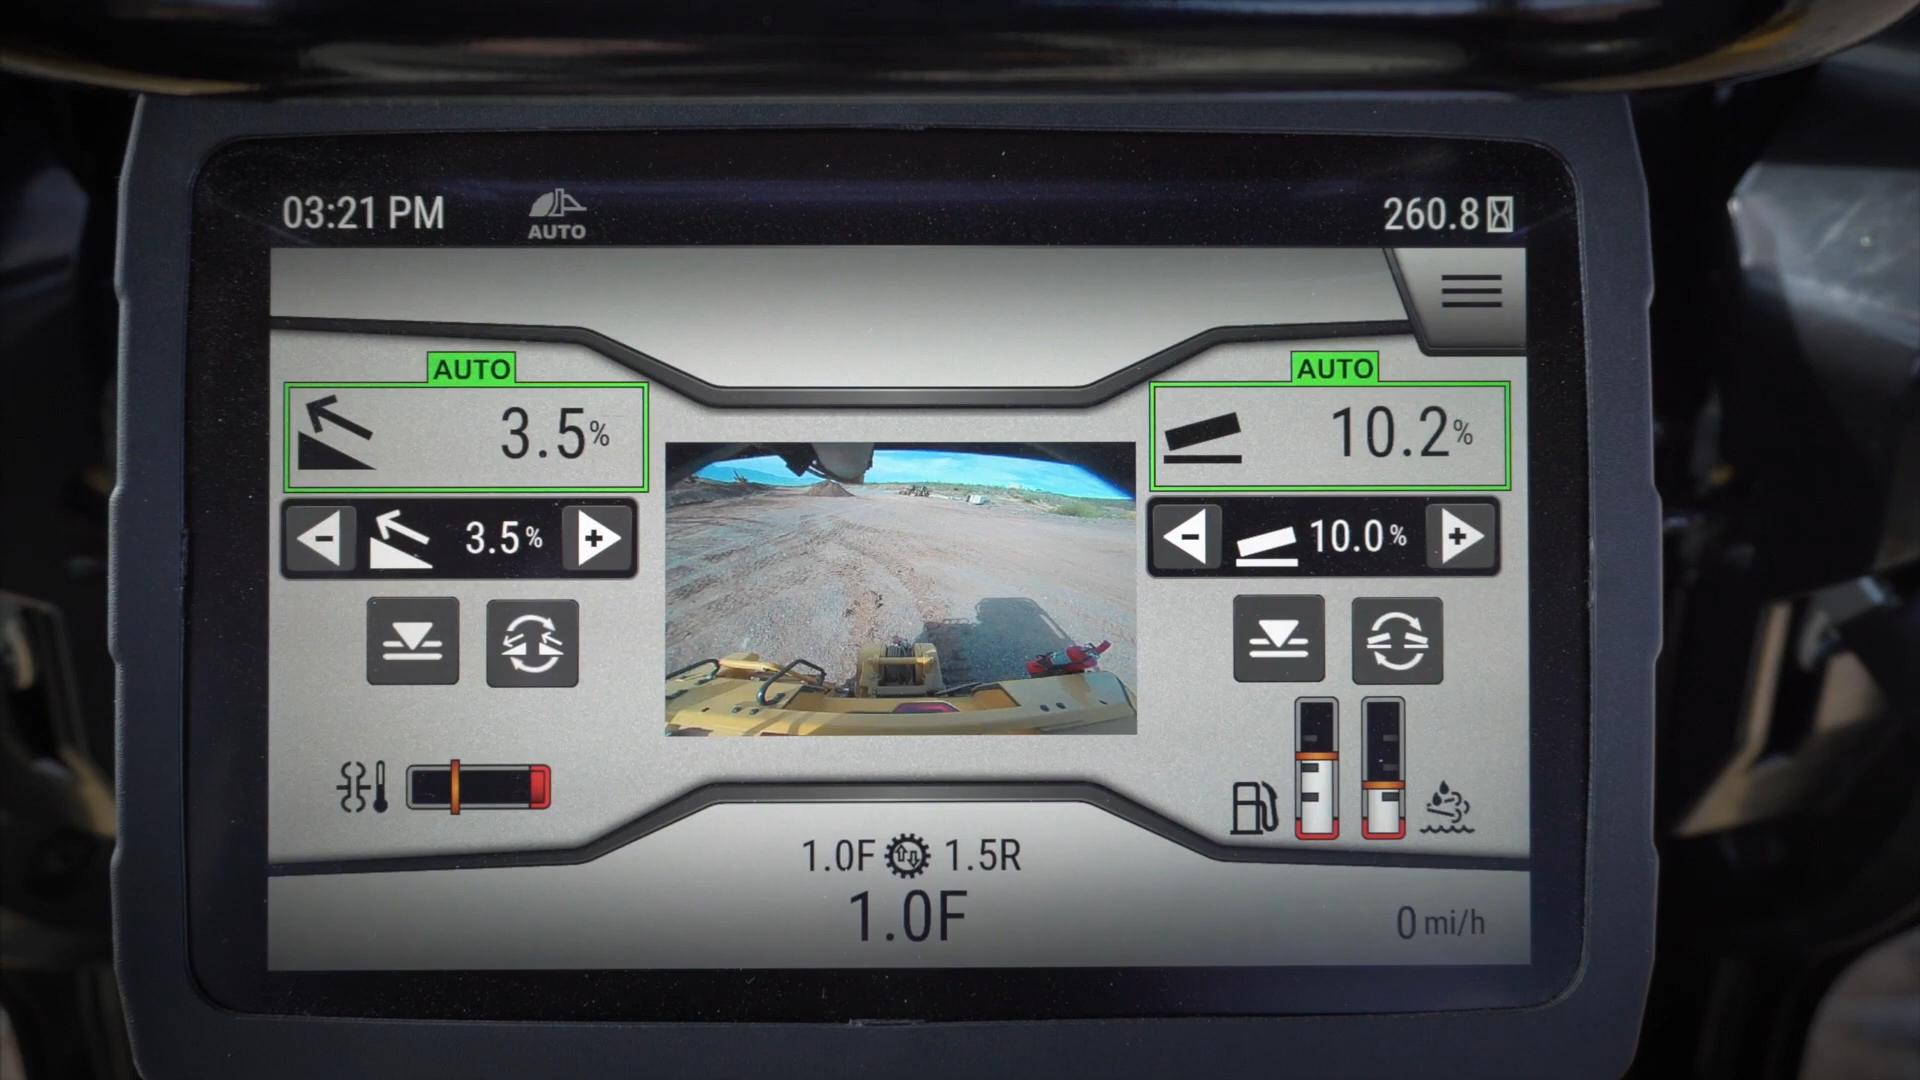 03:21 PM
AUTO
260.8
AUTO
3.5%
- 3.5% +
AUTO
10.2%
- 10.0% +
1.0F 1.5R
1.0F
0 mi/h